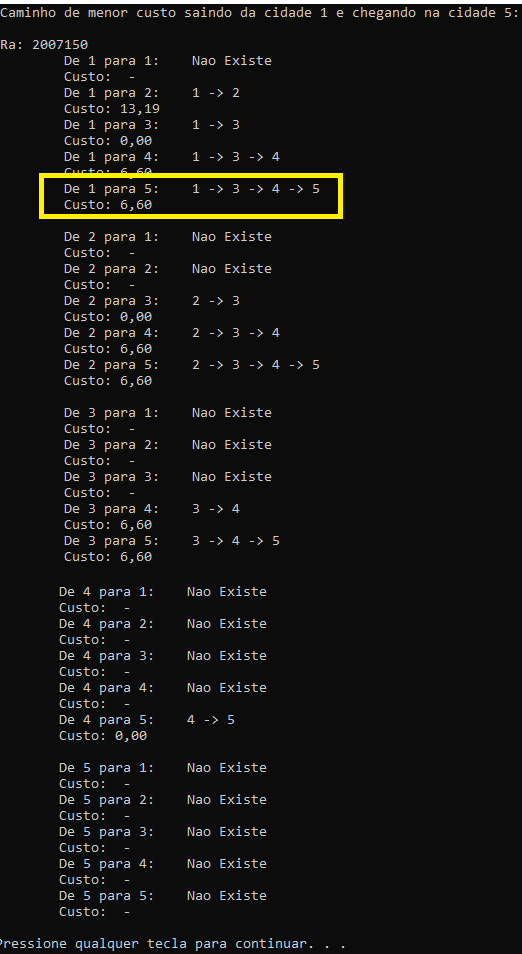 Caminho de menor custo saindo da cidade 1 e chegando na cidade 5:
Ra: 2007150
De 1 para 1: Nao Existe
Custo: -
De 1 para 2: 1 -> 2
Custo: 13,19
De 1 para 3: 1 -> 3
Custo: 0,00
De 1 para 4: 1 -> 3 -> 4
Custo: 6,60
De 1 para 5: 1 -> 3 -> 4 -> 5
Custo: 6,60
De 2 para 1: Nao Existe
Custo: -
De 2 para 2: Nao Existe
Custo: -
De 2 para 3: 2 -> 3
Custo: 0,00
De 2 para 4: 2 -> 3 -> 4
Custo: 6,60
De 2 para 5: 2 -> 3 -> 4 -> 5
Custo: 6,60
De 3 para 1: Nao Existe
Custo: -
De 3 para 2: Nao Existe
Custo: -
De 3 para 3: Nao Existe
Custo: -
De 3 para 4: 3 -> 4
Custo: 6,60
De 3 para 5: 3 -> 4 -> 5
Custo: 6,60
De 4 para 1: Nao Existe
Custo: -
De 4 para 2: Nao Existe
Custo: -
De 4 para 3: Nao Existe
Custo: -
De 4 para 4: Nao Existe
Custo: -
De 4 para 5: 4 -> 5
Custo: 0,00
De 5 para 1: Nao Existe
Custo: -
De 5 para 2: Nao Existe
Custo: -
De 5 para 3: Nao Existe
Custo: -
De 5 para 4: Nao Existe
Custo: -
De 5 para 5: Nao Existe
Custo: -
Pressione qualquer tecla para continuar. . .